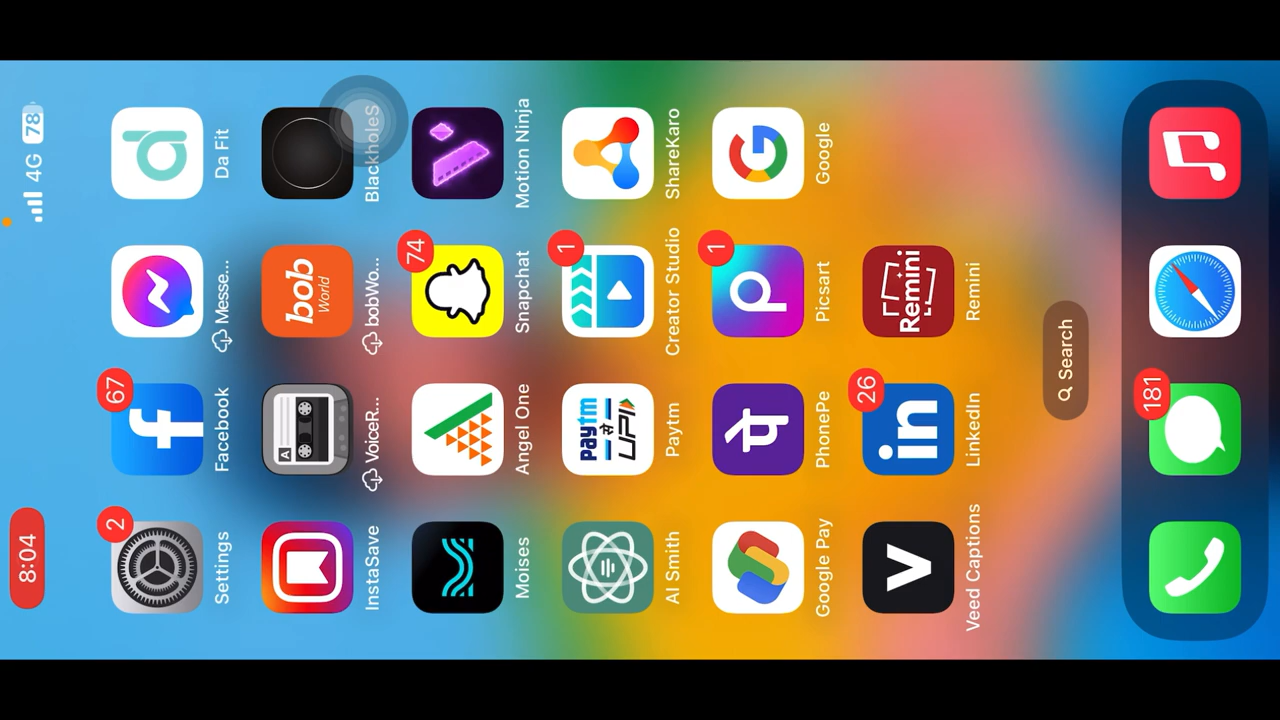 8:04
4G 78
2
67
Settings
Facebook
Messe...
Da Fit
A
bob
World
InstaSave
VoiceR...
bobWo...
BlackholeS
74
Moises
Angel One
Snapchat
Motion Ninja
1
paytm
से
UPI
AI Smith
Paytm
Creator Studio
ShareKaro
1
Google Pay
PhonePe
Picsart
Google
26
V
in
Remini
Veed Captions
LinkedIn
Remini
Search
181